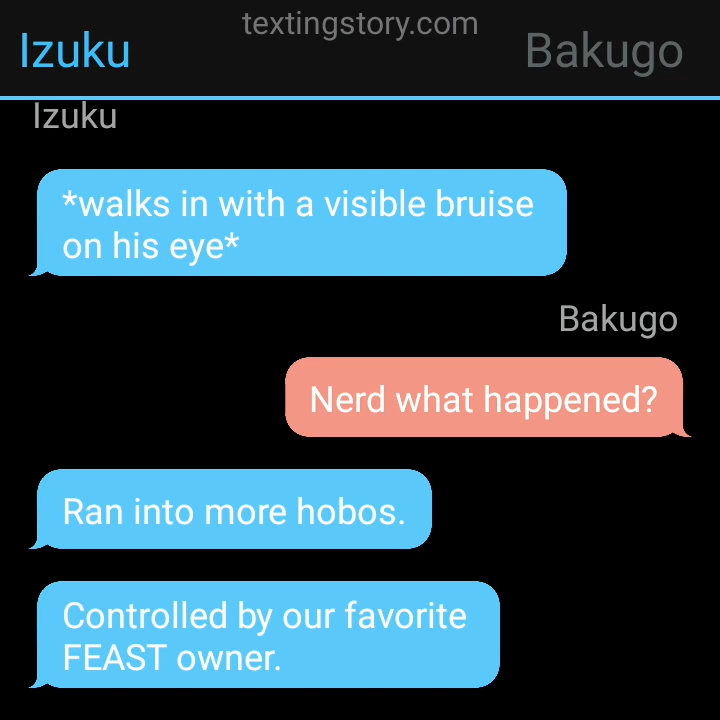 textingstory.com
Izuku
Bakugo
Izuku
*walks in with a visible bruise
on his eye*
Bakugo
Nerd what happened?
Ran into more hobos.
Controlled by our favorite
FEAST owner.